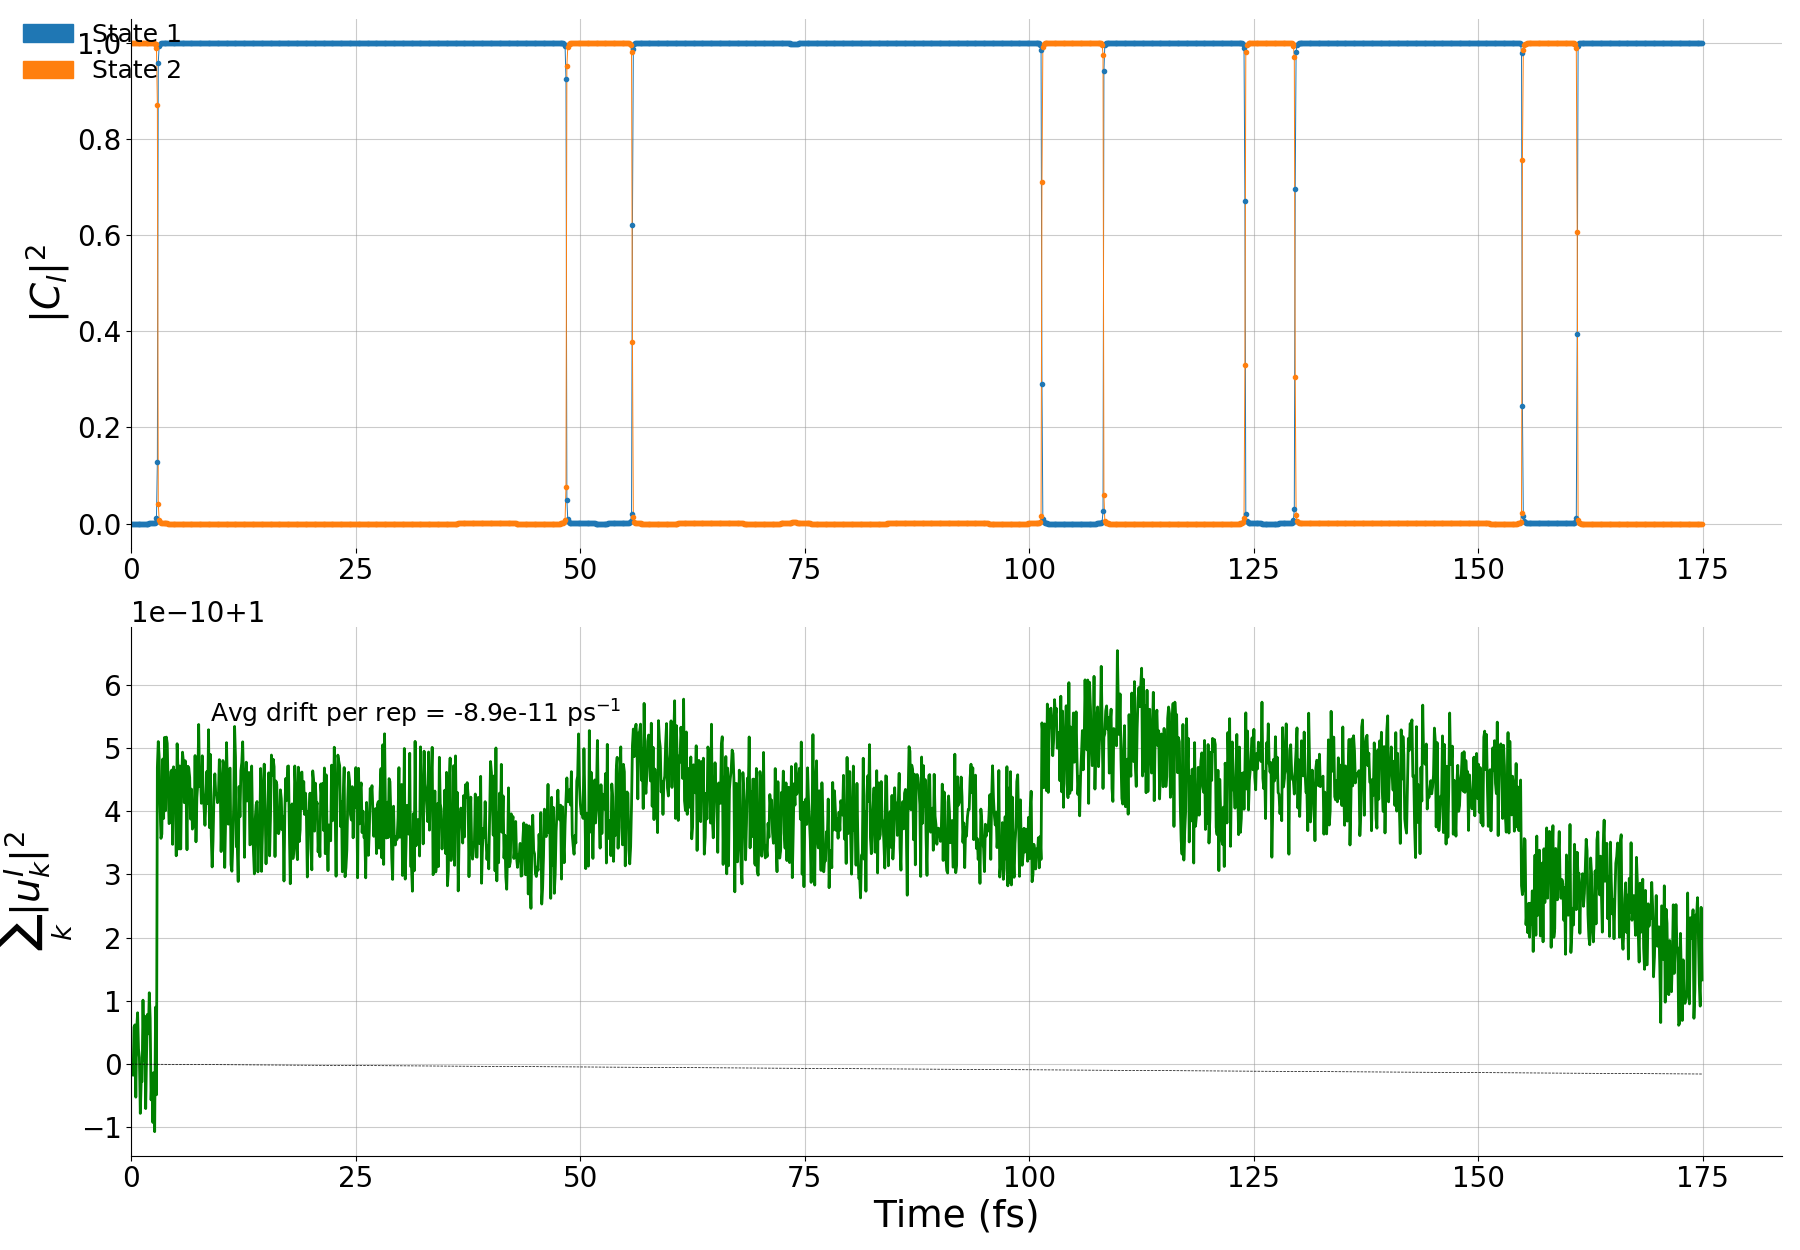 State 1
State 2
1.0
0.8
0.6
0.4
0.2
0.0
|C_l|^2
0 25 50 75 100 125 150 175
1e−10+1
Avg drift per rep = -8.9e-11 ps^{−1}
6
5
4
3
2
1
0
−1
∑_k |u_k^l|^2
0 25 50 75 100 125 150 175
Time (fs)